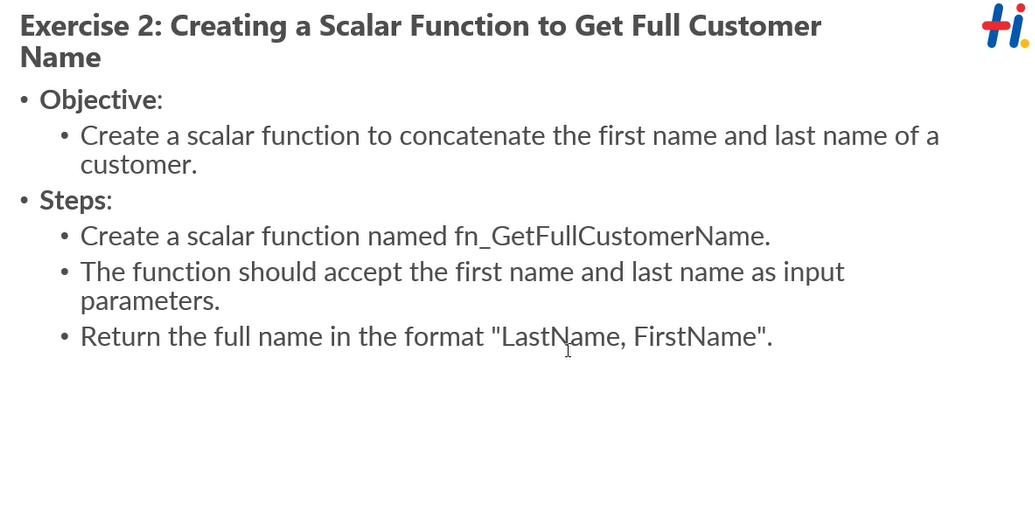 Exercise 2: Creating a Scalar Function to Get Full Customer
Name
Hi.
• Objective:
• Create a scalar function to concatenate the first name and last name of a
customer.
• Steps:
• Create a scalar function named fn_GetFullCustomerName.
• The function should accept the first name and last name as input
parameters.
• Return the full name in the format "LastName, FirstName".